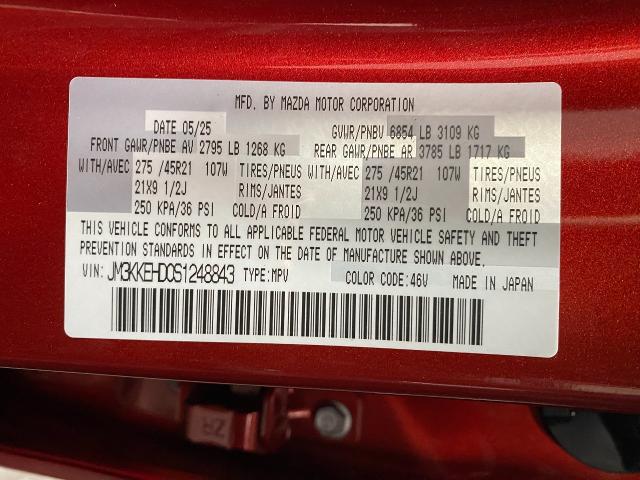 MFD. BY MAZDA MOTOR CORPORATION
DATE 05/25 GVWR/PNBV 6854 LB 3109 KG
FRONT GAWR/PNBE AV 2795 LB 1268 KG REAR GAWR/PNBE AR 3785 LB 1717 KG
WITH/AVEC 275 /45R21 107W TIRES/PNEUS WITH/AVEC 275 /45R21 107W TIRES/PNEUS
21X9 1/2J RIMS/JANTES 21X9 1/2J RIMS/JANTES
250 KPA/36 PSI COLD/A FROID 250 KPA/36 PSI COLD/A FROID
THIS VEHICLE CONFORMS TO ALL APPLICABLE FEDERAL MOTOR VEHICLE SAFETY AND THEFT
PREVENTION STANDARDS IN EFFECT ON THE DATE OF MANUFACTURE SHOWN ABOVE.
VIN: JM3KKEHD0S1248843 TYPE:MPV COLOR CODE:46V MADE IN JAPAN
ZR